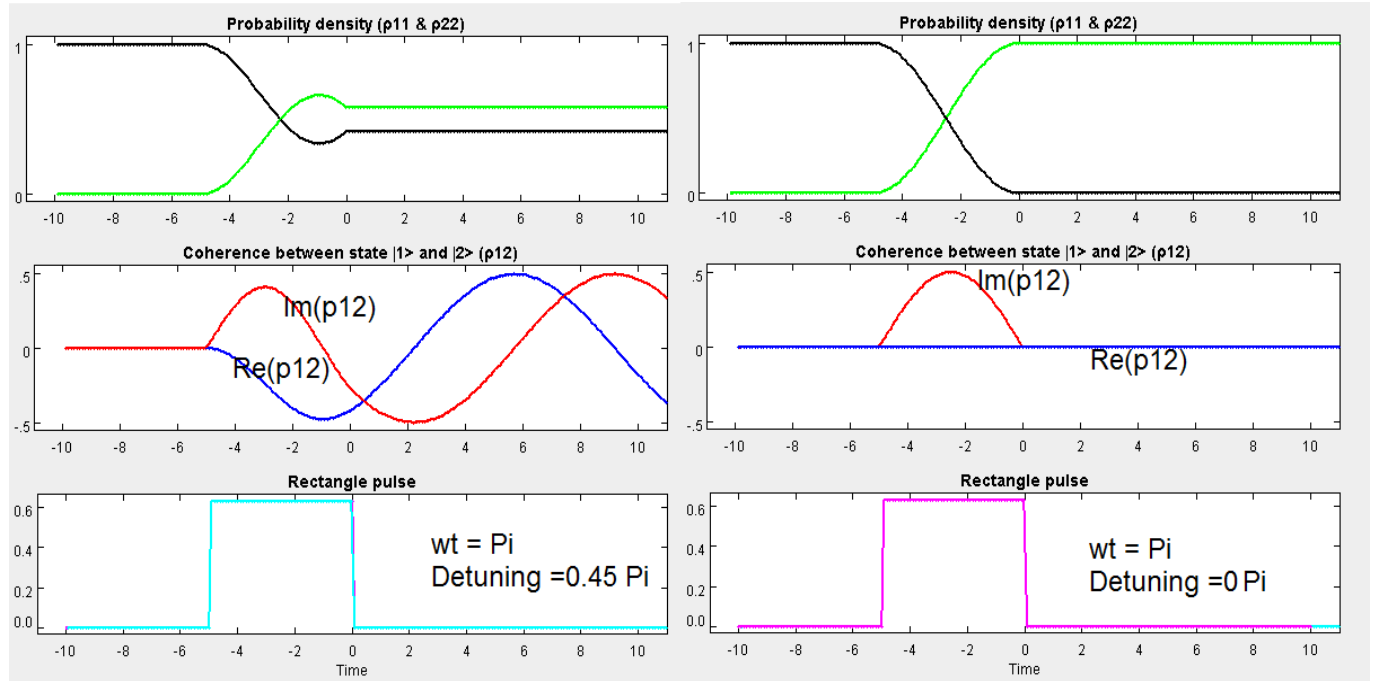 Probability density (ρ11 & ρ22)
1
0
-10 -8 -6 -4 -2 0 2 4 6 8 10
Coherence between state |1> and |2> (ρ12)
.5
0
-.5
Im(p12)
Re(p12)
-10 -8 -6 -4 -2 0 2 4 6 8 10
Rectangle pulse
0.6
0.4
0.2
0.0
wt = Pi
Detuning =0.45 Pi
-10 -8 -6 -4 -2 0 2 4 6 8 10
Time
Probability density (ρ11 & ρ22)
1
0
-10 -8 -6 -4 -2 0 2 4 6 8 10
Coherence between state |1> and |2> (ρ12)
.5
0
-.5
Im(p12)
Re(p12)
-10 -8 -6 -4 -2 0 2 4 6 8 10
Rectangle pulse
0.6
0.4
0.2
0.0
wt = Pi
Detuning =0 Pi
-10 -8 -6 -4 -2 0 2 4 6 8 10
Time